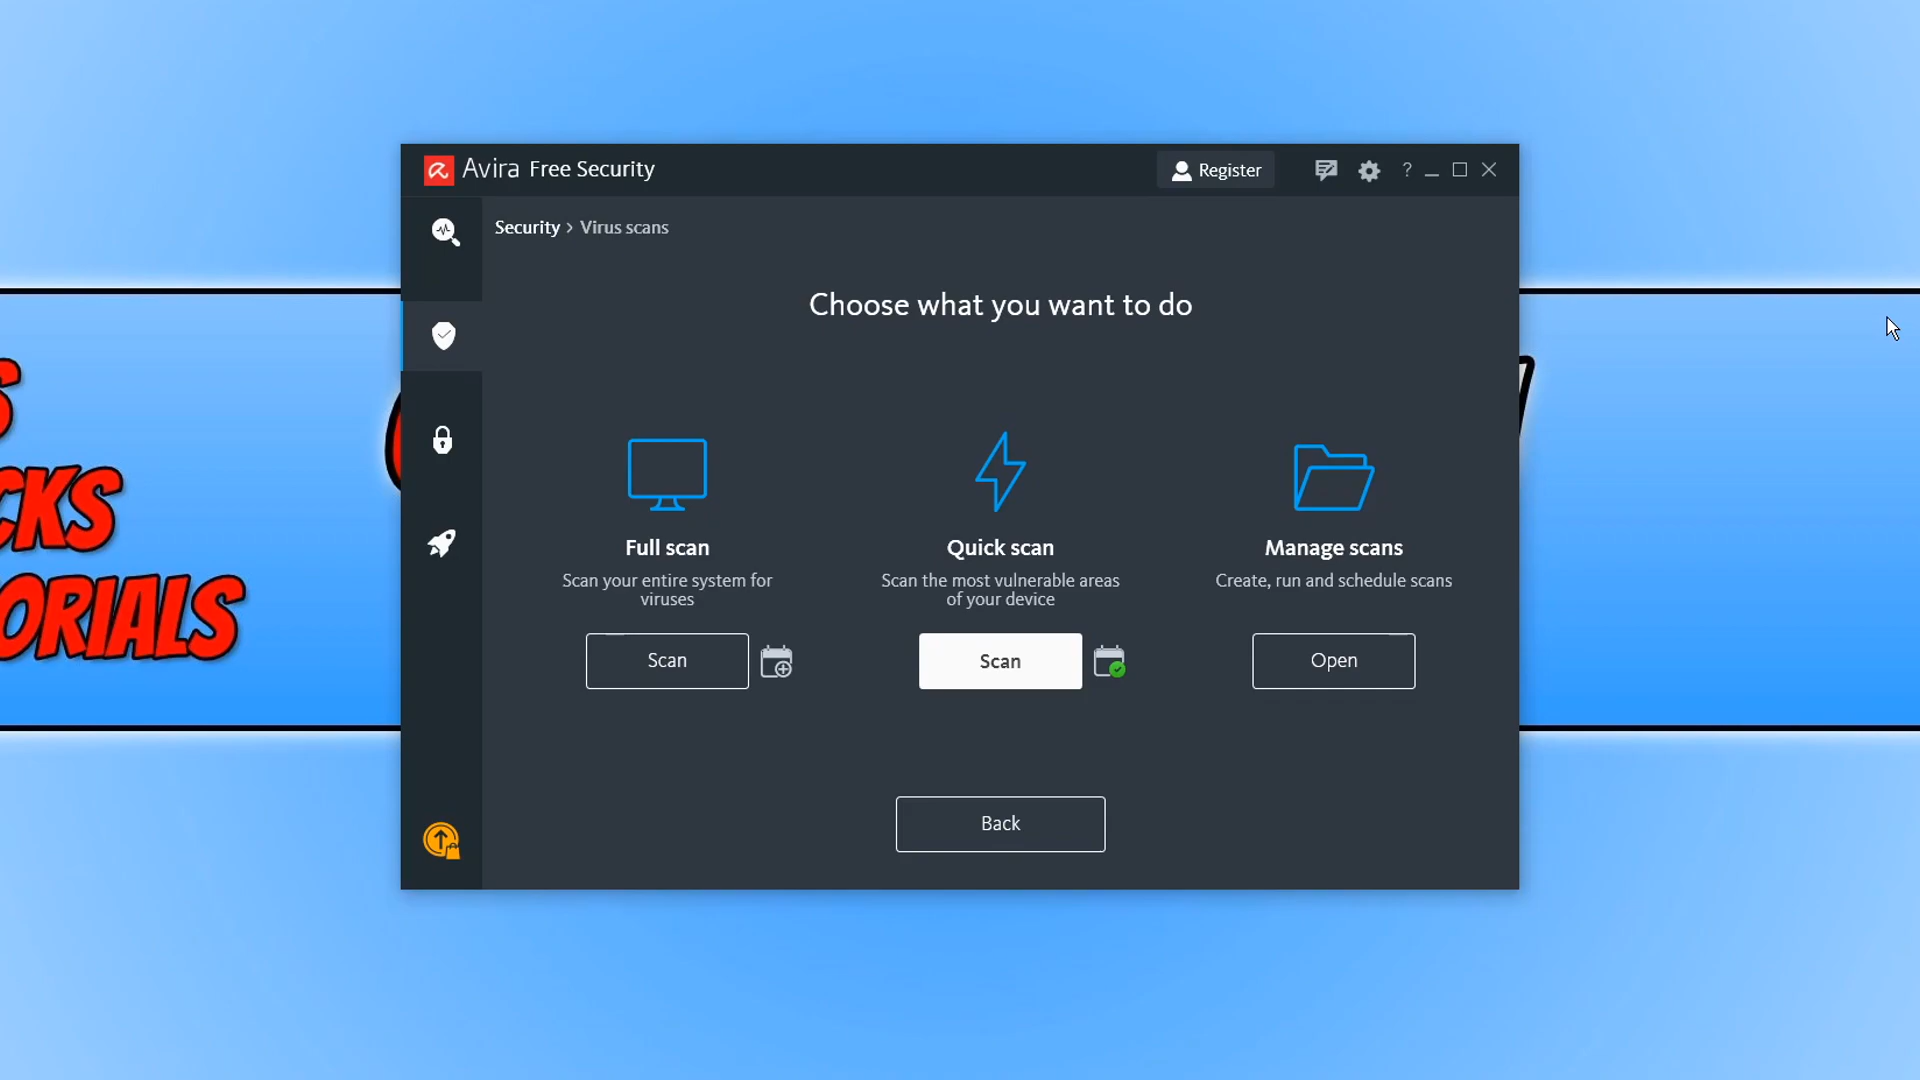 Avira Free Security
Register
?
Security > Virus scans
Choose what you want to do
Full scan
Scan your entire system for
viruses
Scan
Quick scan
Scan the most vulnerable areas
of your device
Scan
Manage scans
Create, run and schedule scans
Open
Back
S
CKS
ORIALS